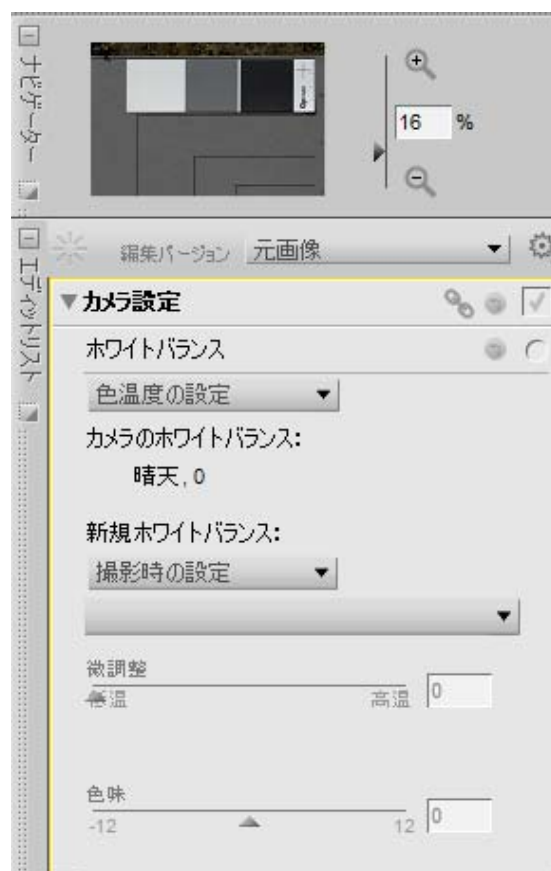 ナビゲーター
16 %
エディットリスト
編集バージョン 元画像
カメラ設定
ホワイトバランス
色温度の設定
カメラのホワイトバランス:
晴天, 0
新規ホワイトバランス:
撮影時の設定
微調整
低温 高温 0
色味
-12 12 0